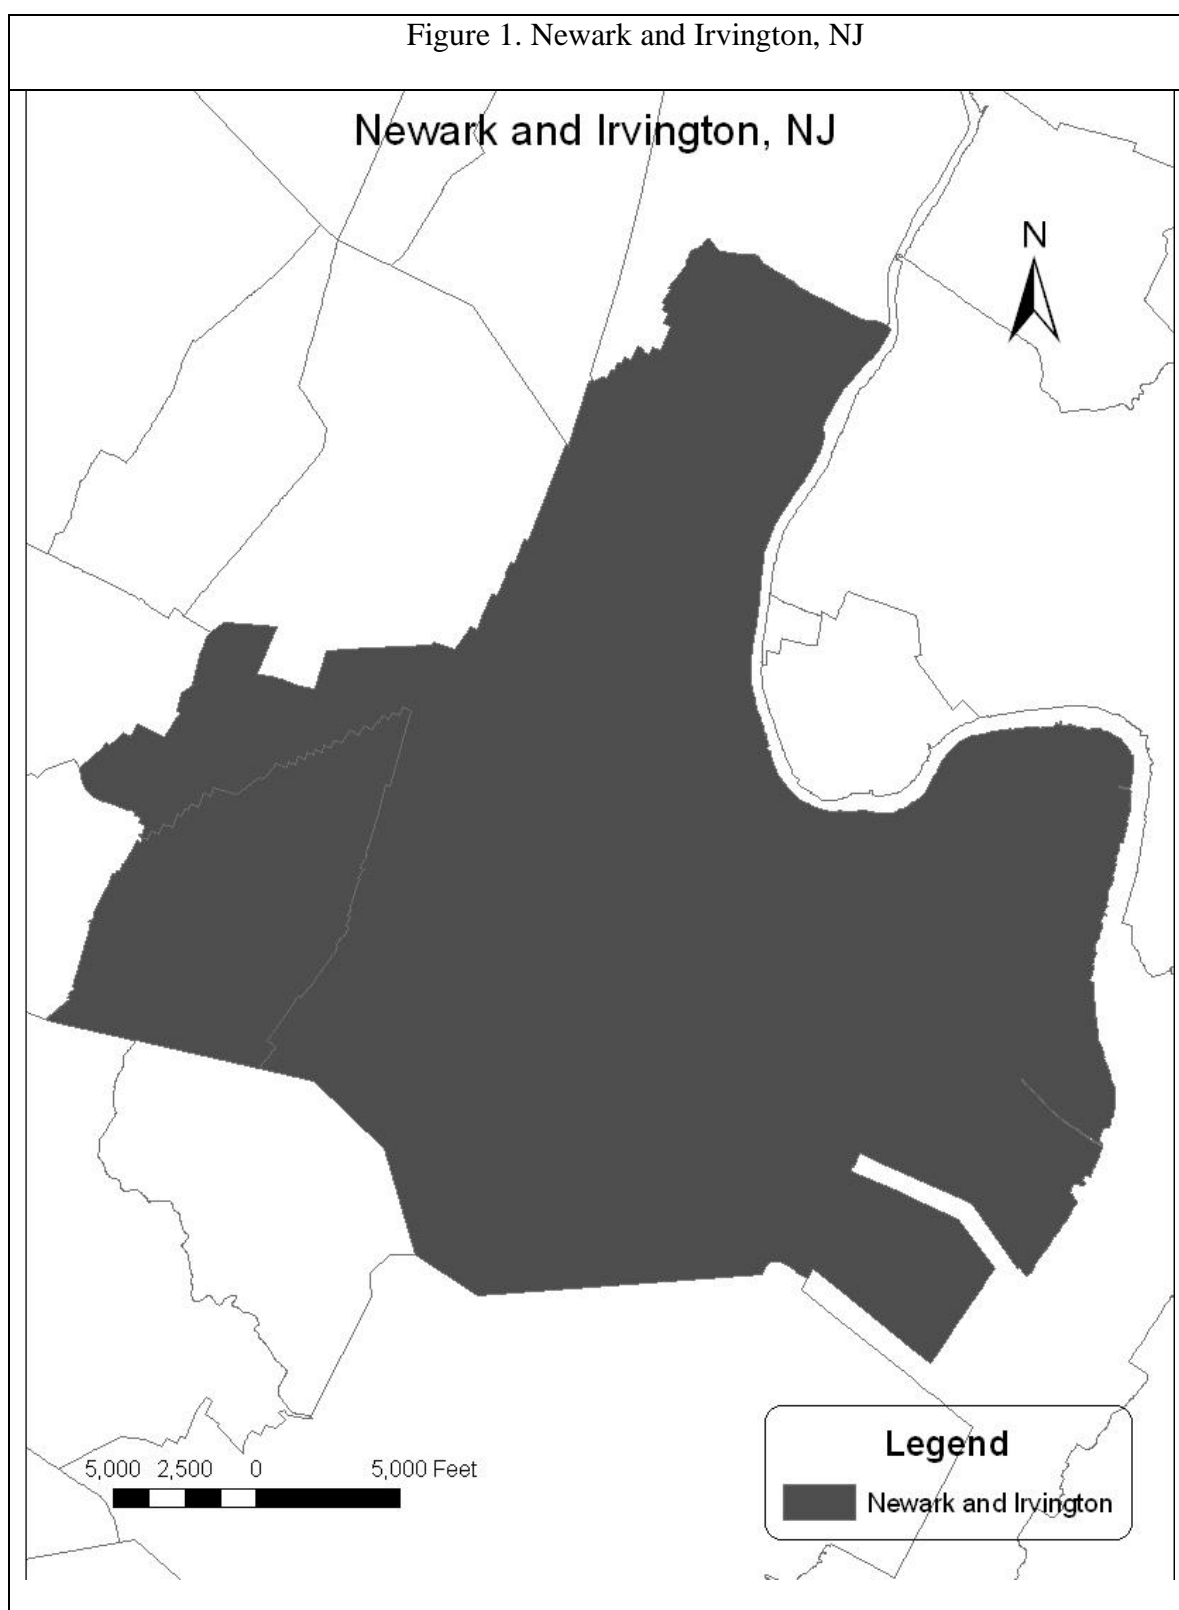 Figure 1. Newark and Irvington, NJ
Newark and Irvington, NJ
N
5,000 2,500 0 5,000 Feet
Legend
Newark and Irvington